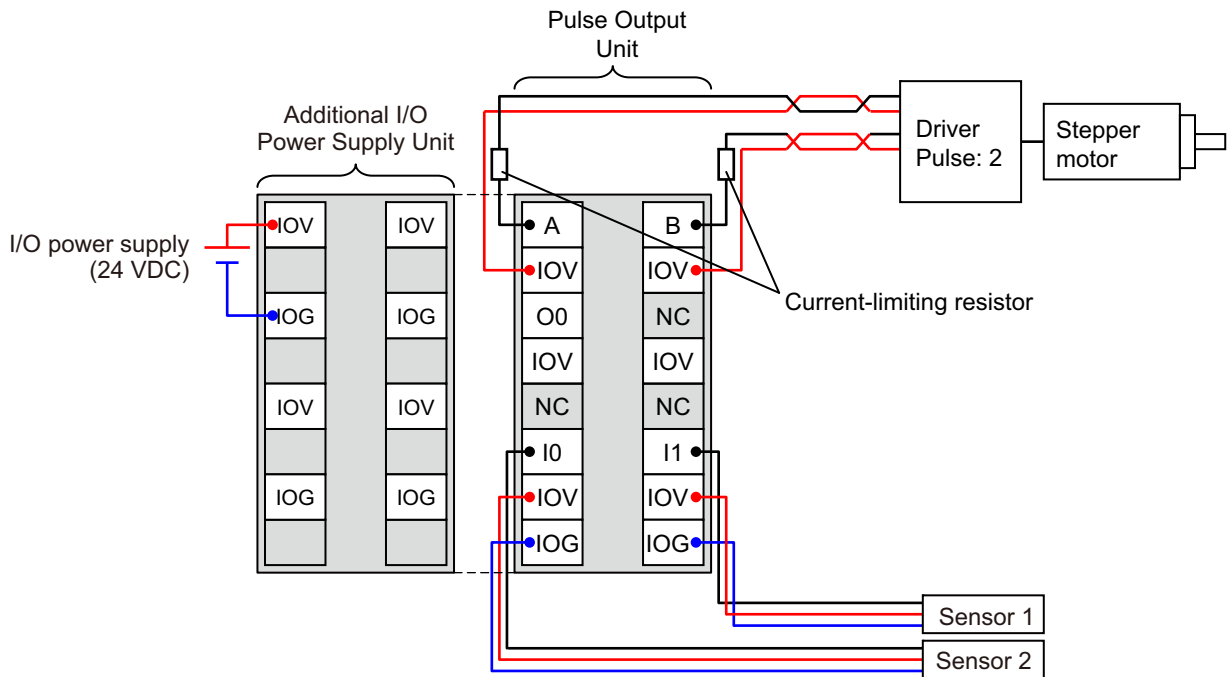 Pulse Output
Unit
Additional I/O
Power Supply Unit
Driver
Pulse: 2
Stepper
motor
I/O power supply
(24 VDC)
IOV
IOV
IOG
IOG
IOV
IOV
IOG
IOG
A
B
IOV
IOV
O0
NC
IOV
IOV
NC
NC
I0
I1
IOV
IOV
IOG
IOG
Current-limiting resistor
Sensor 1
Sensor 2